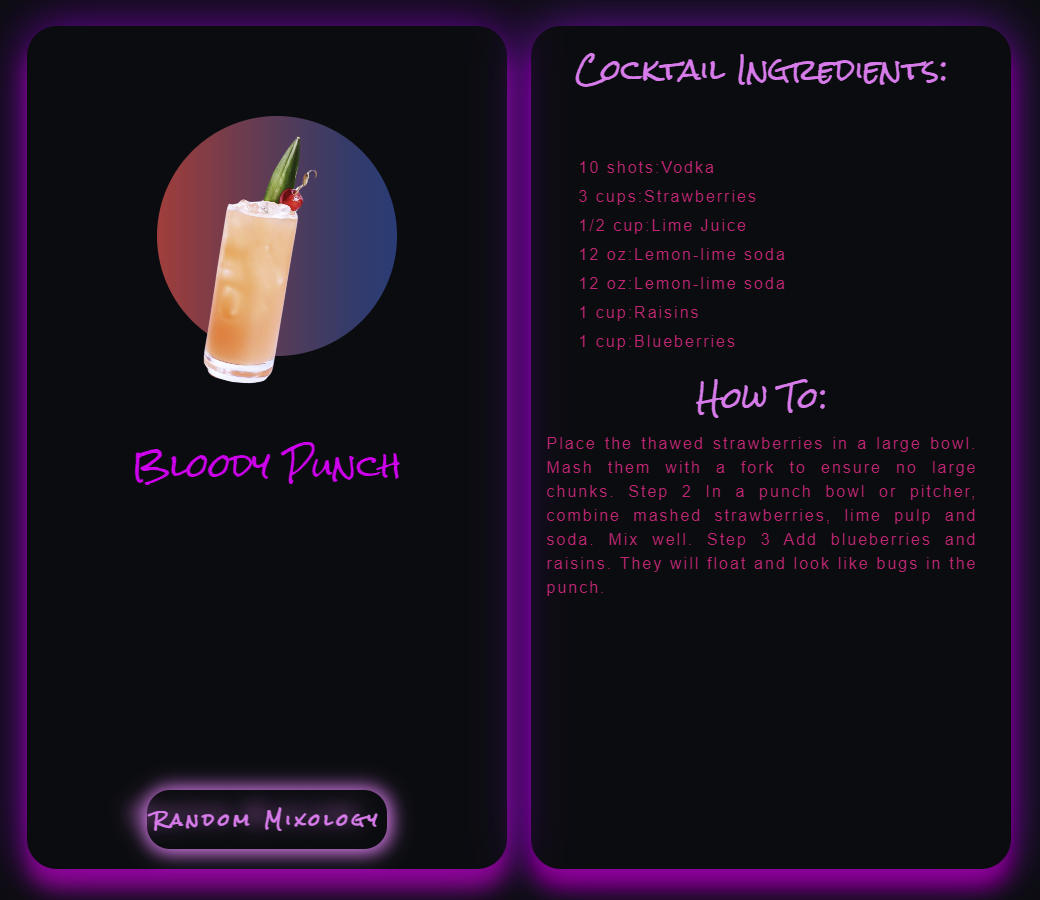 Bloody Punch
Random Mixology
Cocktail Ingredients:
10 shots:Vodka
3 cups:Strawberries
1/2 cup:Lime Juice
12 oz:Lemon-lime soda
12 oz:Lemon-lime soda
1 cup:Raisins
1 cup:Blueberries
How To:
Place the thawed strawberries in a large bowl.
Mash them with a fork to ensure no large
chunks. Step 2 In a punch bowl or pitcher,
combine mashed strawberries, lime pulp and
soda. Mix well. Step 3 Add blueberries and
raisins. They will float and look like bugs in the
punch.